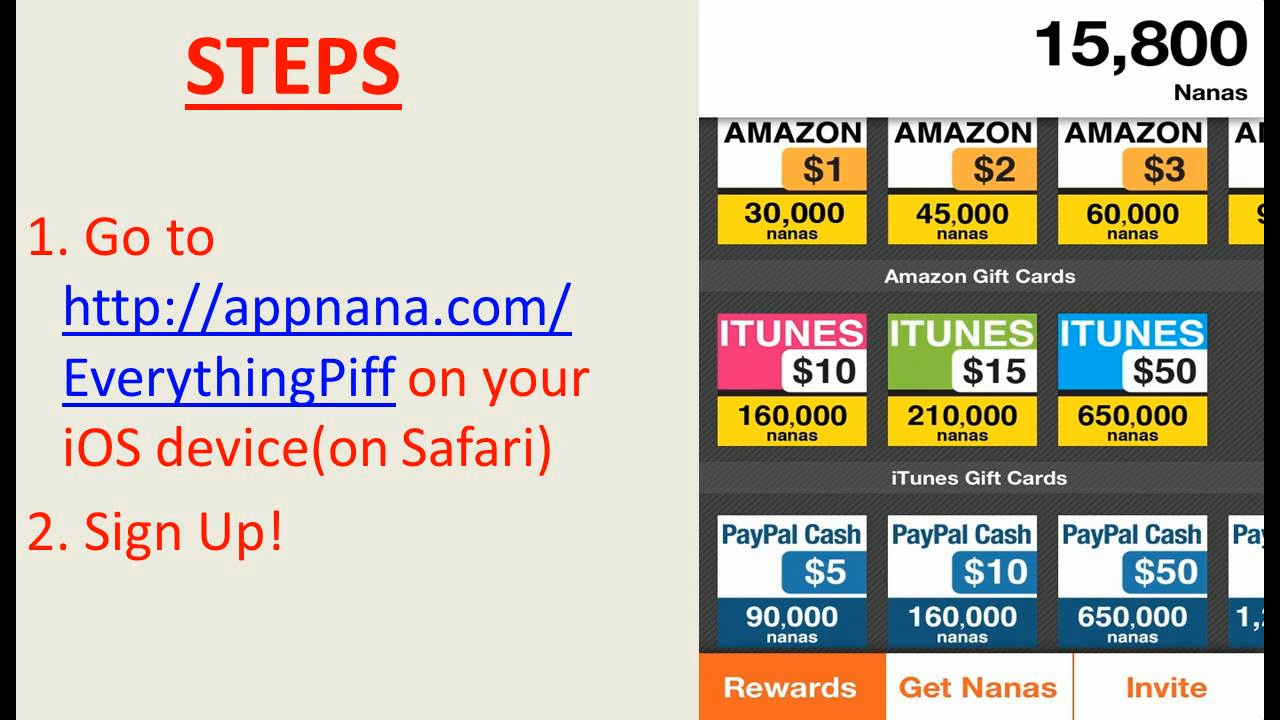 STEPS
1. Go to
http://appnana.com/
EverythingPiff on your
iOS device(on Safari)
2. Sign Up!
15,800
Nanas
AMAZON AMAZON AMAZON
$1 $2 $3
30,000 45,000 60,000
nanas nanas nanas
Amazon Gift Cards
ITUNES ITUNES ITUNES
$10 $15 $50
160,000 210,000 650,000
nanas nanas nanas
iTunes Gift Cards
PayPal Cash PayPal Cash PayPal Cash
$5 $10 $50
90,000 160,000 650,000
nanas nanas nanas
Rewards Get Nanas Invite